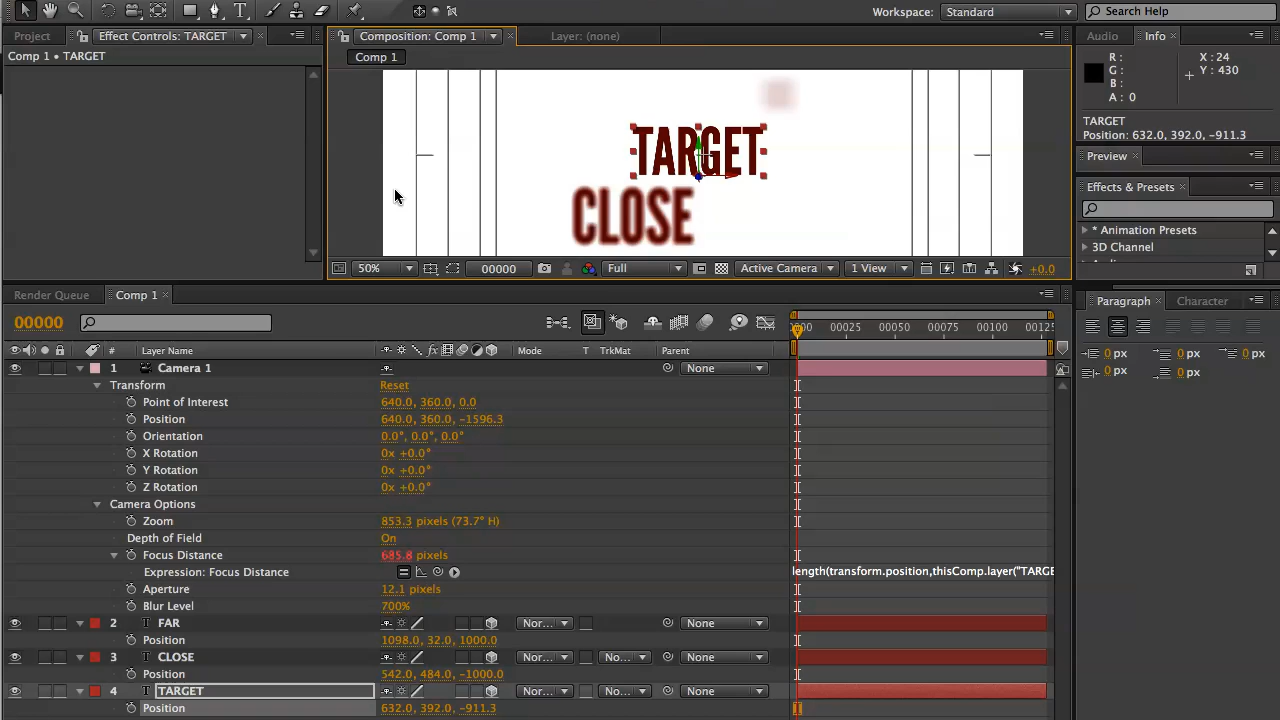 Workspace: Standard
Search Help
Project
Effect Controls: TARGET
Composition: Comp 1
Layer: (none)
Audio
Info
Comp 1 • TARGET
Comp 1
R :
G :
B :
A : 0
X : 24
Y : 430
TARGET
Position: 632.0, 392.0, -911.3
TARGET
CLOSE
Preview
Effects & Presets
* Animation Presets
3D Channel
50%
00000
Full
Active Camera
1 View
+0.0
Render Queue
Comp 1
Paragraph
Character
00000
00025
00050
00075
00100
0 px
0 px
0 px
0 px
0 px
# Layer Name
Mode
T TrkMat
Parent
1 Camera 1
None
Transform
Reset
Point of Interest
640.0, 360.0, 0.0
Position
640.0, 360.0, -1596.3
Orientation
0.0°, 0.0°, 0.0°
X Rotation
0x +0.0°
Y Rotation
0x +0.0°
Z Rotation
0x +0.0°
Camera Options
Zoom
853.3 pixels (73.7° H)
Depth of Field
On
Focus Distance
685.8 pixels
Expression: Focus Distance
length(transform.position,thisComp.layer("TARGE
Aperture
12.1 pixels
Blur Level
700%
2 T FAR
Nor...
None
Position
1098.0, 32.0, 1000.0
3 T CLOSE
Nor...
No...
None
Position
542.0, 484.0, -1000.0
4 T TARGET
Nor...
No...
None
Position
632.0, 392.0, -911.3